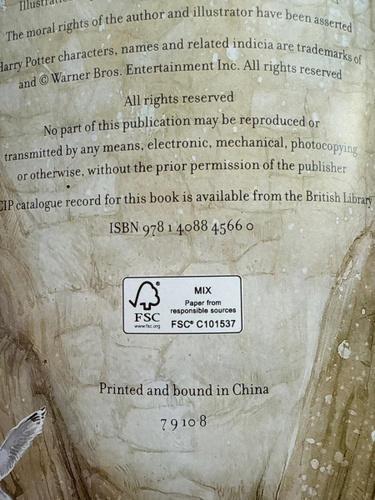 Illustra
The moral rights of the author and illustrator have been asserted
Harry Potter characters, names and related indicia are trademarks of
and © Warner Bros. Entertainment Inc. All rights reserved
All rights reserved
No part of this publication may be reproduced or
transmitted by any means, electronic, mechanical, photocopying
or otherwise, without the prior permission of the publisher
CIP catalogue record for this book is available from the British Library
ISBN 978 1 4088 4566 0
FSC
www.fsc.org
MIX
Paper from
responsible sources
FSC® C101537
Printed and bound in China
7 9 10 8